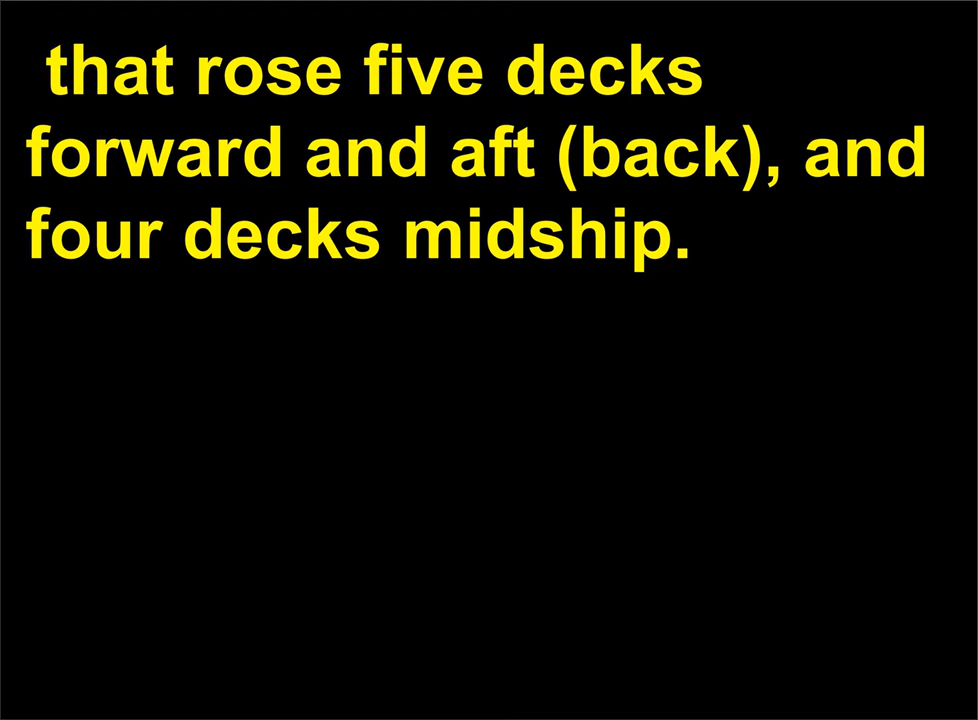 that rose five decks
forward and aft (back), and
four decks midship.